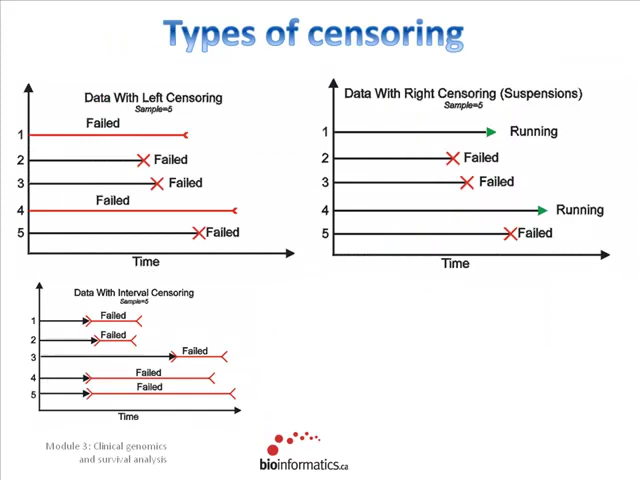 Types of censoring
Data With Left Censoring
Sample=5
Failed
1
2 Failed
3 Failed
Failed
4
5 Failed
Time
Data With Right Censoring (Suspensions)
Sample=5
1 Running
2 Failed
3 Failed
4 Running
5 Failed
Time
Data With Interval Censoring
Sample=5
1 Failed
2 Failed
3 Failed
4 Failed
5 Failed
Time
Module 3: Clinical genomics
and survival analysis
bioinformatics.ca